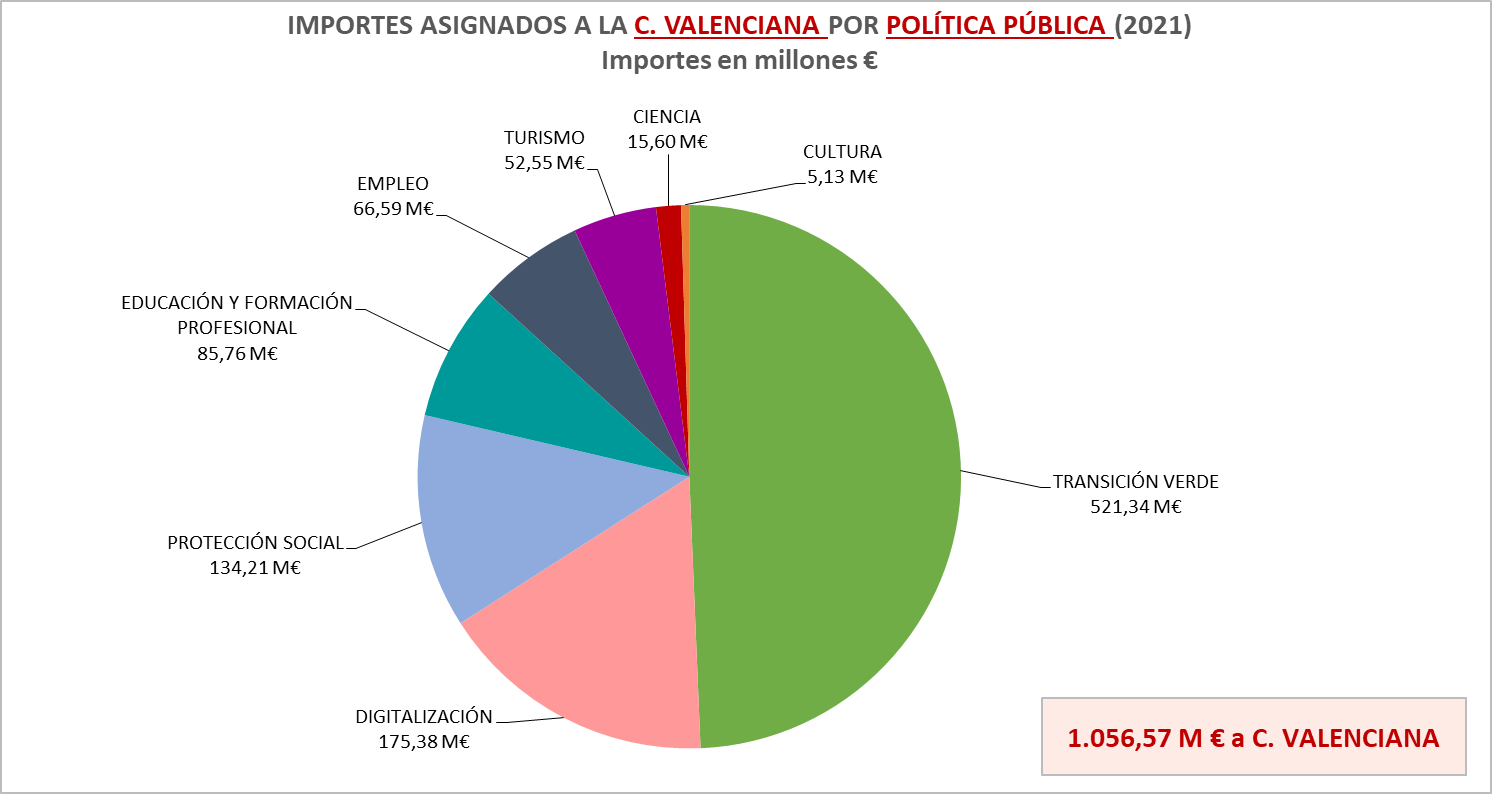 IMPORTES ASIGNADOS A LA C. VALENCIANA POR POLÍTICA PÚBLICA (2021)
Importes en millones €
CIENCIA
15,60 M€
TURISMO
52,55 M€
CULTURA
5,13 M€
EMPLEO
66,59 M€
EDUCACIÓN Y FORMACIÓN
PROFESIONAL
85,76 M€
TRANSICIÓN VERDE
521,34 M€
PROTECCIÓN SOCIAL
134,21 M€
DIGITALIZACIÓN
175,38 M€
1.056,57 M € a C. VALENCIANA